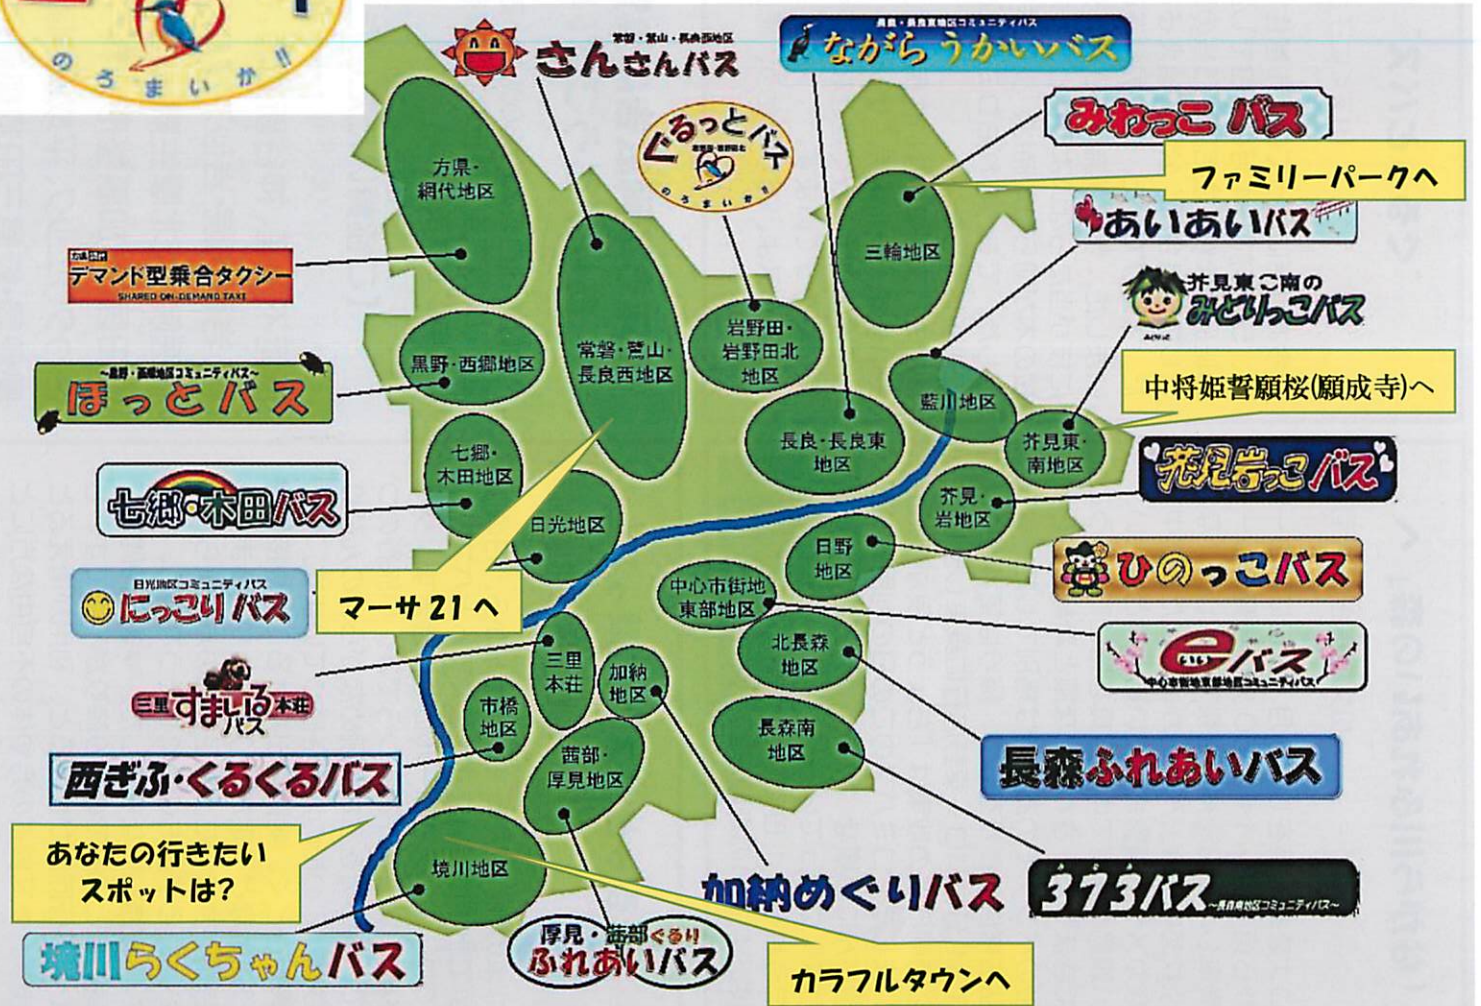 のろまいか!!
常磐・鷺山・長良西地区
さんさんバス
長良・長良東地区コミュニティバス
ながらうかいバス
ぐるっとバス
のろまいか!!
みわっこ バス
ファミリーパークへ
あいあいバス
芥見東・南の
みどりっこバス
中将姫誓願桜(願成寺)へ
芥見岩っこバス
ひのっこバス
eバス
いい
中心市街地東部地区コミュニティバス
長森ふれあいバス
373バス
~長森南地区コミュニティバス~
加納めぐりバス
カラフルタウンへ
厚見・茜部ぐるり
ふれあいバス
境川らくちゃんバス
あなたの行きたい
スポットは?
西ぎふ・くるくるバス
三里すまいる本荘
バス
マーサ21へ
日光地区コミュニティバス
にっこりバス
七郷・木田バス
~黒野・西郷地区コミュニティバス~
ほっとバス
デマンド型乗合タクシー
SHARED ON-DEMAND TAXI
方県・
網代地区
黒野・西郷地区
七郷・
木田地区
常磐・鷺山・
長良西地区
岩野田・
岩野田北
地区
三輪地区
藍川地区
長良・長良東
地区
芥見東・
南地区
芥見・
岩地区
日光地区
日野
地区
中心市街地
東部地区
北長森
地区
三里
本荘
加納
地区
市橋
地区
長森南
地区
茜部・
厚見地区
境川地区